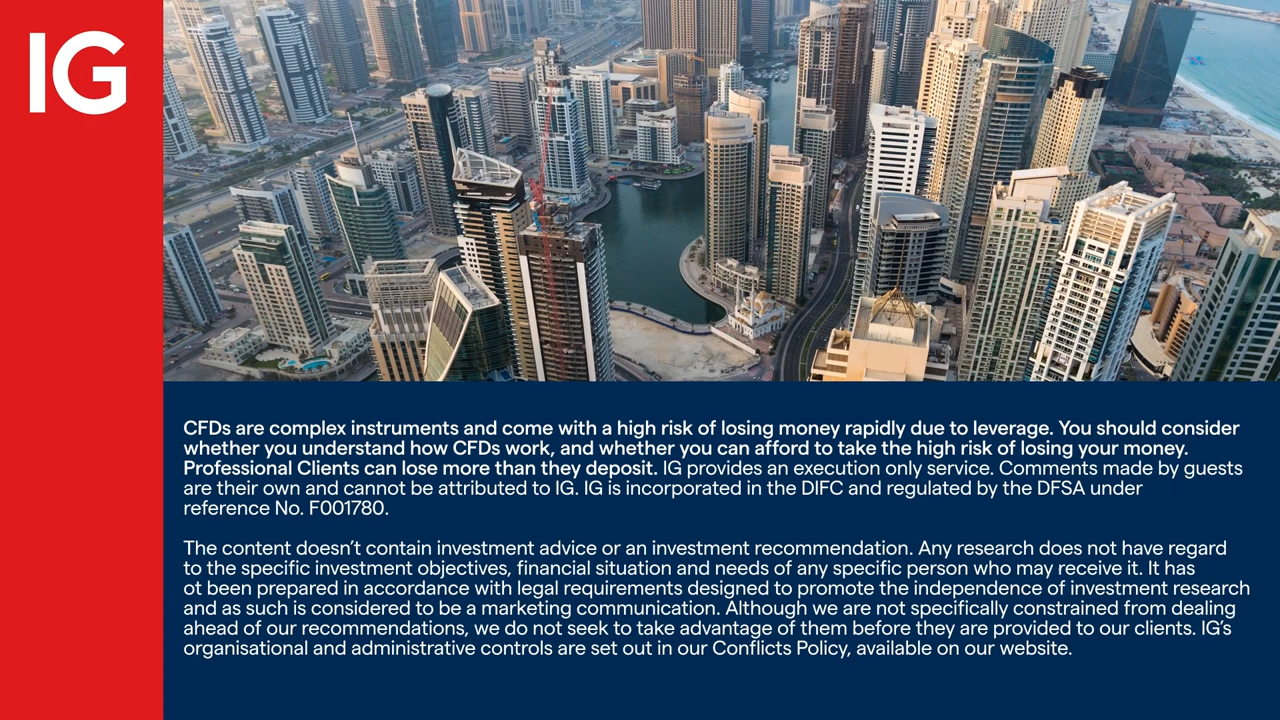 IG
CFDs are complex instruments and come with a high risk of losing money rapidly due to leverage. You should consider
whether you understand how CFDs work, and whether you can afford to take the high risk of losing your money.
Professional Clients can lose more than they deposit. IG provides an execution only service. Comments made by guests
are their own and cannot be attributed to IG. IG is incorporated in the DIFC and regulated by the DFSA under
reference No. F001780.
The content doesn’t contain investment advice or an investment recommendation. Any research does not have regard
to the specific investment objectives, financial situation and needs of any specific person who may receive it. It has
ot been prepared in accordance with legal requirements designed to promote the independence of investment research
and as such is considered to be a marketing communication. Although we are not specifically constrained from dealing
ahead of our recommendations, we do not seek to take advantage of them before they are provided to our clients. IG’s
organisational and administrative controls are set out in our Conflicts Policy, available on our website.